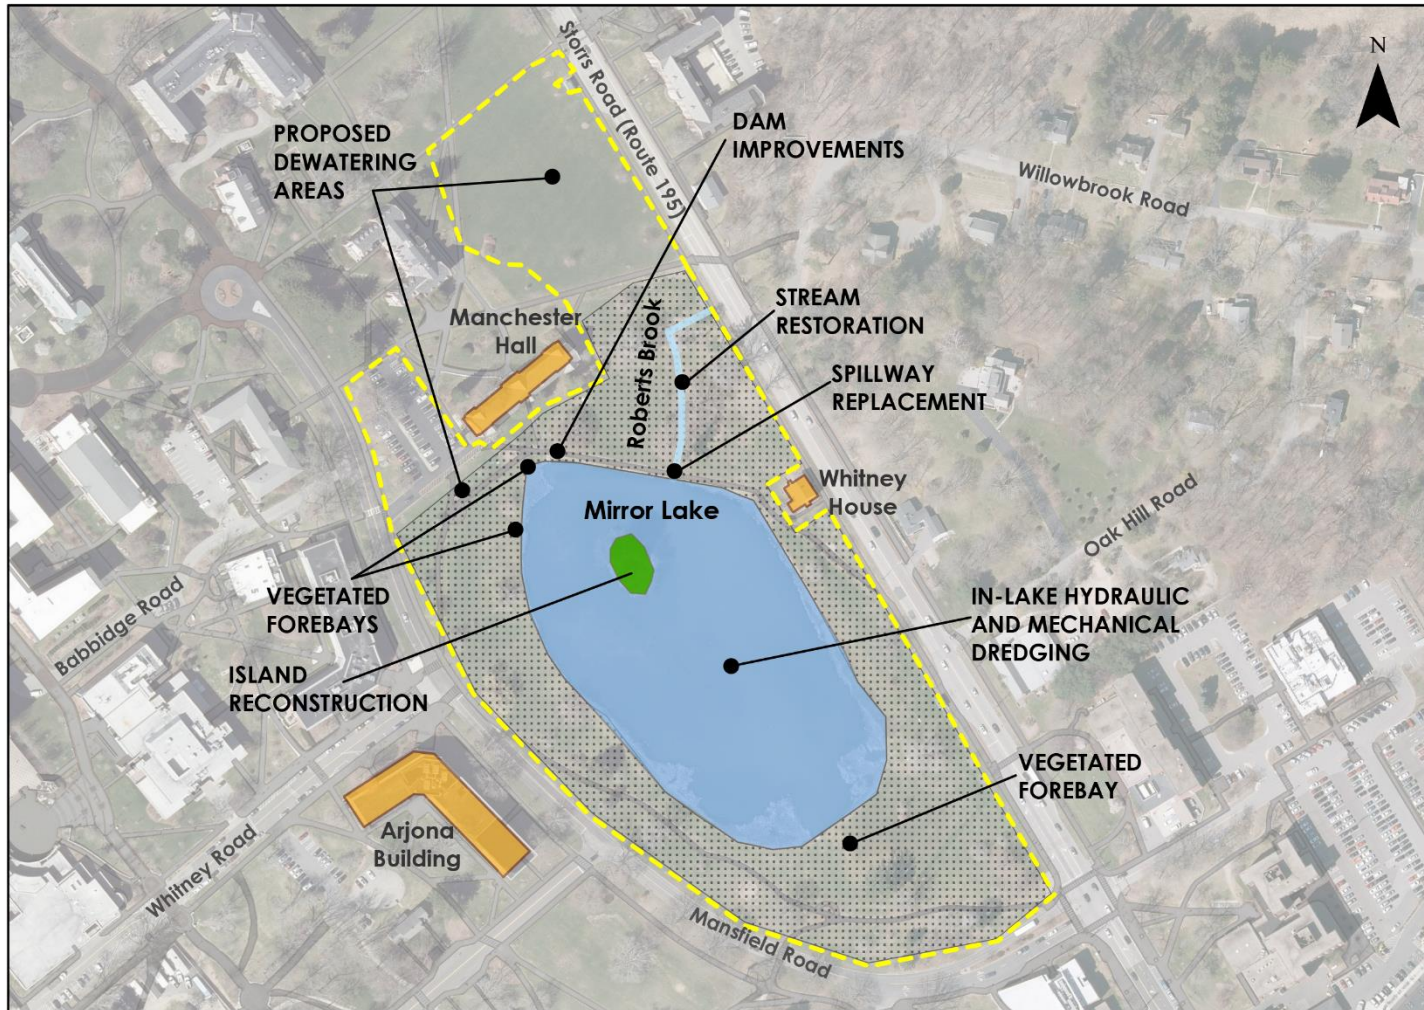 N
Storrs Road (Route 195)
PROPOSED
DEWATERING
AREAS
DAM
IMPROVEMENTS
Willowbrook Road
Manchester
Hall
Roberts Brook
STREAM
RESTORATION
SPILLWAY
REPLACEMENT
Whitney
House
Mirror Lake
Oak Hill Road
VEGETATED
FOREBAYS
Babbidge Road
IN-LAKE HYDRAULIC
AND MECHANICAL
DREDGING
ISLAND
RECONSTRUCTION
VEGETATED
FOREBAY
Arjona
Building
Whitney Road
Mansfield Road